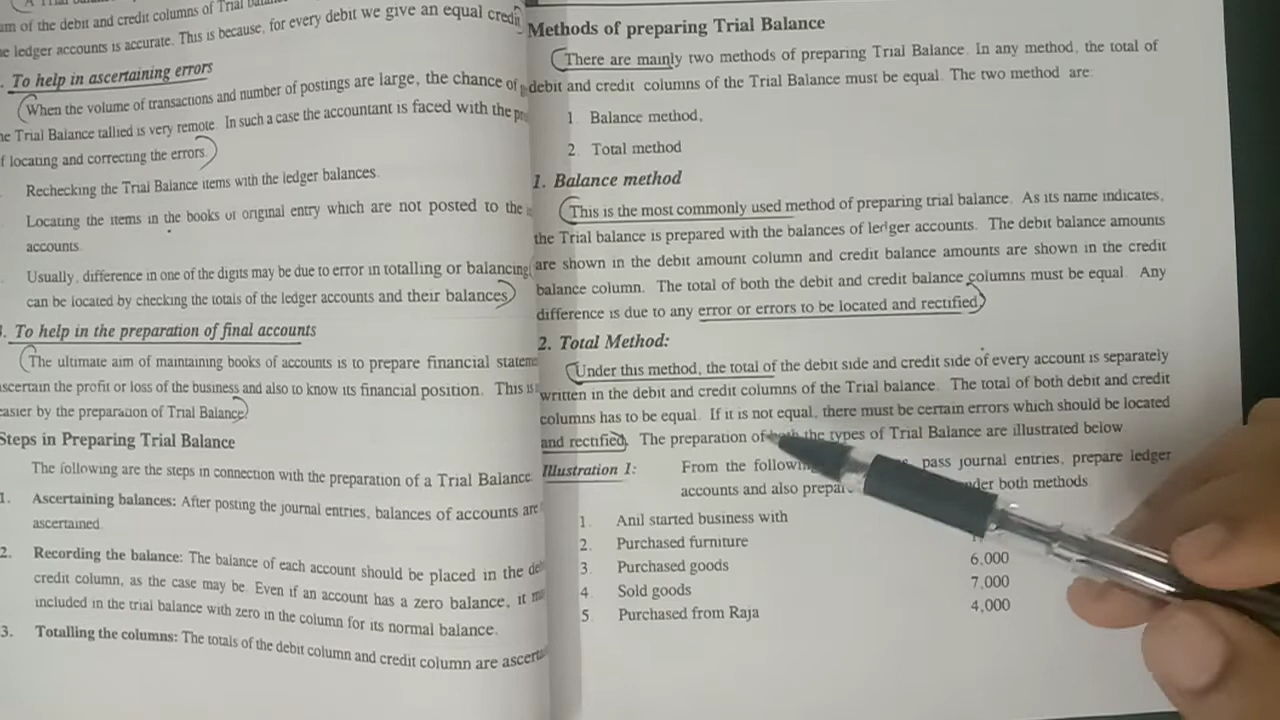 um of the debit and credit columns of Trial
e ledger accounts is accurate. This is because, for every debit we give an equal credit
. To help in ascertaining errors
When the volume of transactions and number of postings are large, the chance of
he Trial Balance tallied is very remote. In such a case the accountant is faced with the
f locating and correcting the errors.
Rechecking the Trial Balance items with the ledger balances.
Locating the items in the books of original entry which are not posted to the
accounts.
Usually, difference in one of the digits may be due to error in totalling or balancing
can be located by checking the totals of the ledger accounts and their balances
3. To help in the preparation of final accounts
The ultimate aim of maintaining books of accounts is to prepare financial
ascertain the profit or loss of the business and also to know its financial position. This is
easier by the preparation of Trial Balance
Steps in Preparing Trial Balance
The following are the steps in connection with the preparation of a Trial Balance
1. Ascertaining balances: After posting the journal entries, balances of accounts are
ascertained
2. Recording the balance: The balance of each account should be placed in the
credit column, as the case may be. Even if an account has a zero balance, it
included in the trial balance with zero in the column for its normal balance.
3. Totalling the columns: The totals of the debit column and credit column are
Methods of preparing Trial Balance
There are mainly two methods of preparing Trial Balance. In any method, the total of
debit and credit columns of the Trial Balance must be equal. The two method are:
1 Balance method,
2. Total method
1. Balance method
This is the most commonly used method of preparing trial balance. As its name indicates,
the Trial balance is prepared with the balances of ledger accounts. The debit balance amounts
are shown in the debit amount column and credit balance amounts are shown in the credit
balance column. The total of both the debit and credit balance columns must be equal. Any
difference is due to any error or errors to be located and rectified
2. Total Method:
Under this method, the total of the debit side and credit side of every account is separately
written in the debit and credit columns of the Trial balance. The total of both debit and credit
columns has to be equal. If it is not equal, there must be certain errors which should be located
and rectified. The preparation of both the types of Trial Balance are illustrated below
Illustration 1: From the pass journal entries, prepare ledger
accounts and also under both methods
1. Anil started business with
2. Purchased furniture
3. Purchased goods 6,000
4. Sold goods 7,000
5. Purchased from Raja 4,000